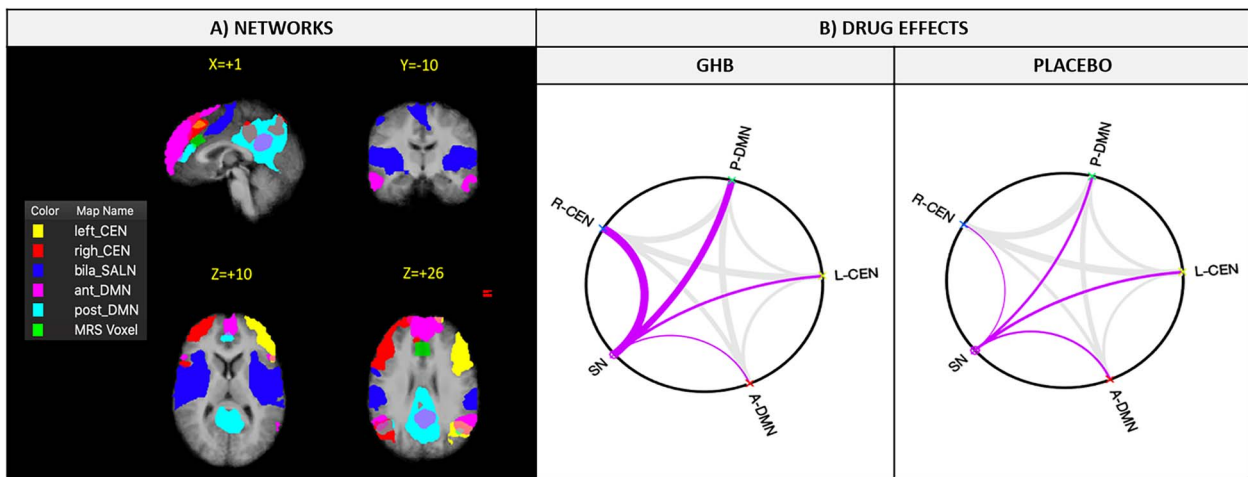 A) NETWORKS
B) DRUG EFFECTS
GHB
PLACEBO
X=+1
Y=-10
Color Map Name
left_CEN
righ_CEN
bila_SALN
ant_DMN
post_DMN
MRS Voxel
Z=+10
Z=+26
P-DMN
R-CEN
L-CEN
SN
A-DMN
P-DMN
R-CEN
L-CEN
SN
A-DMN